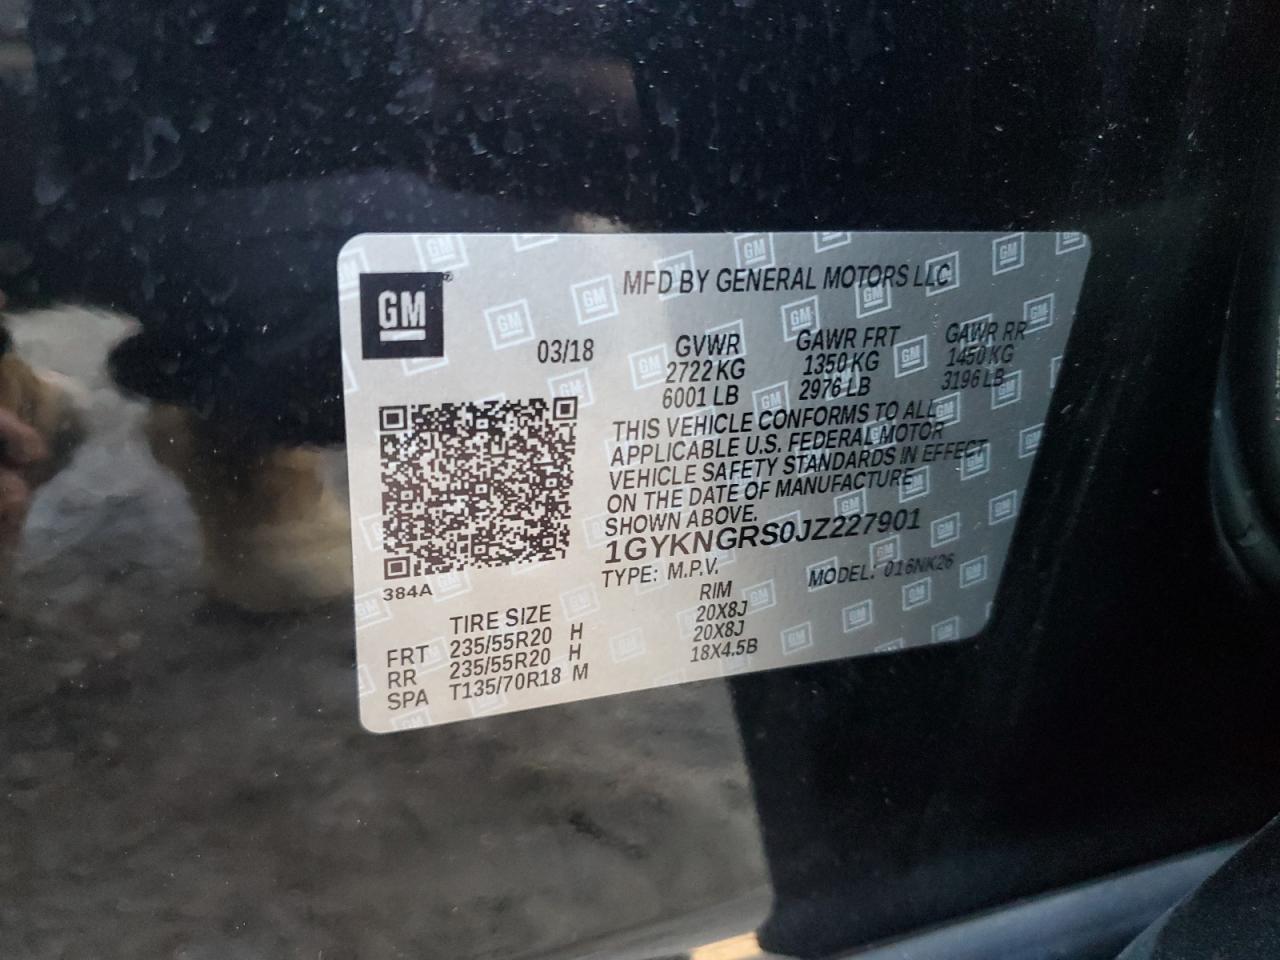 GM
MFD BY GENERAL MOTORS LLC
03/18 GVWR GAWR FRT GAWR RR
2722 KG 1350 KG 1450 KG
6001 LB 2976 LB 3196 LB
THIS VEHICLE CONFORMS TO ALL
APPLICABLE U.S. FEDERAL MOTOR
VEHICLE SAFETY STANDARDS IN EFFECT
ON THE DATE OF MANUFACTURE
SHOWN ABOVE.
1GYKNGRS0JZ227901
TYPE: M.P.V. MODEL: 016NK26
384A
TIRE SIZE RIM
FRT 235/55R20 H 20X8J
RR 235/55R20 H 20X8J
SPA T135/70R18 M 18X4.5B